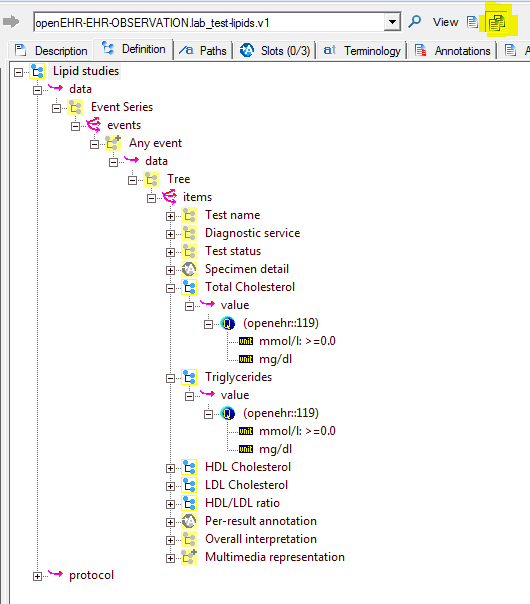 openEHR-EHR-OBSERVATION.lab_test-lipids.v1 View
Description Definition Paths Slots (0/3) Terminology Annotations A
Lipid studies
data
Event Series
events
Any event
data
Tree
items
Test name
Diagnostic service
Test status
Specimen detail
Total Cholesterol
value
(openehr::119)
unit mmol/l: >=0.0
unit mg/dl
Triglycerides
value
(openehr::119)
unit mmol/l: >=0.0
unit mg/dl
HDL Cholesterol
LDL Cholesterol
HDL/LDL ratio
Per-result annotation
Overall interpretation
Multimedia representation
protocol